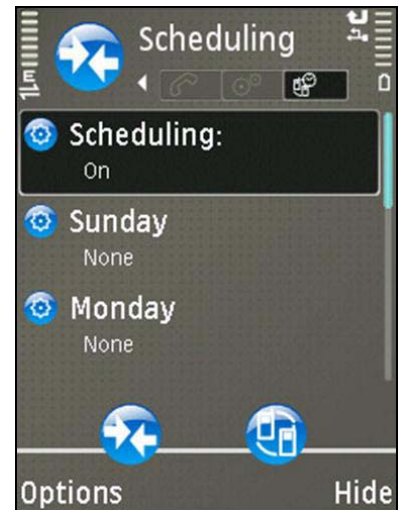 Scheduling
E
Scheduling:
On
Sunday
None
Monday
None
Options Hide